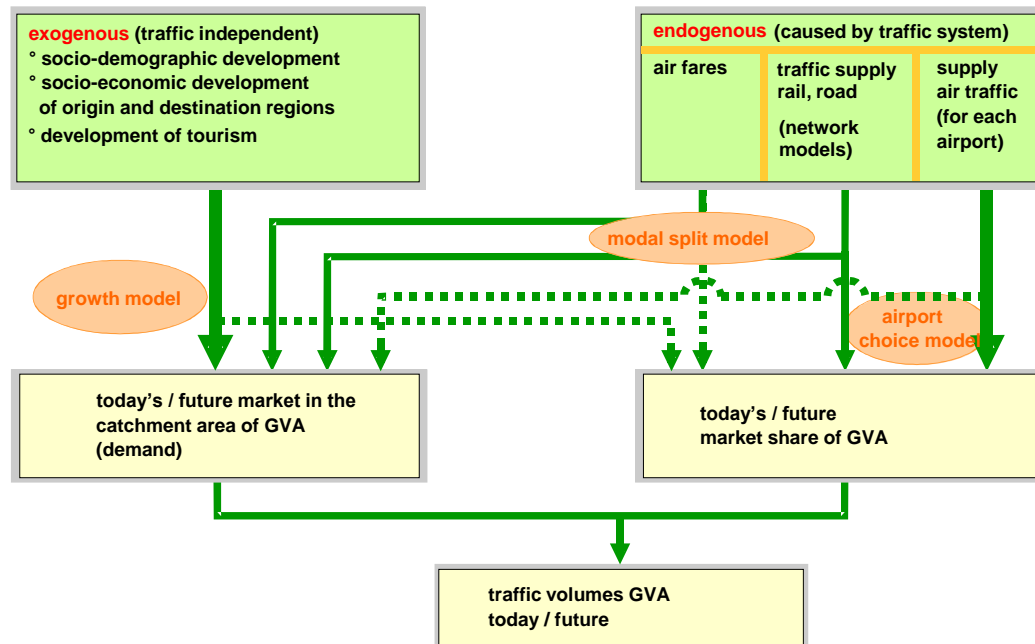 exogenous (traffic independent)
° socio-demographic development
° socio-economic development
of origin and destination regions
° development of tourism
endogenous (caused by traffic system)
air fares
traffic supply
rail, road
(network
models)
supply
air traffic
(for each
airport)
modal split model
growth model
airport
choice model
today's / future market in the
catchment area of GVA
(demand)
today's / future
market share of GVA
traffic volumes GVA
today / future